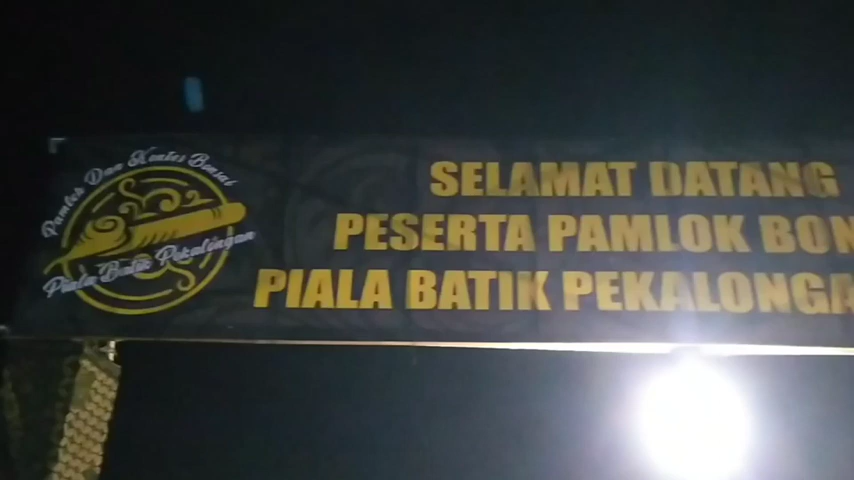 Pamlok Dan Kontes Bonsai
Piala Batik Pekalongan
SELAMAT DATANG
PESERTA PAMLOK BON
PIALA BATIK PEKALONGA